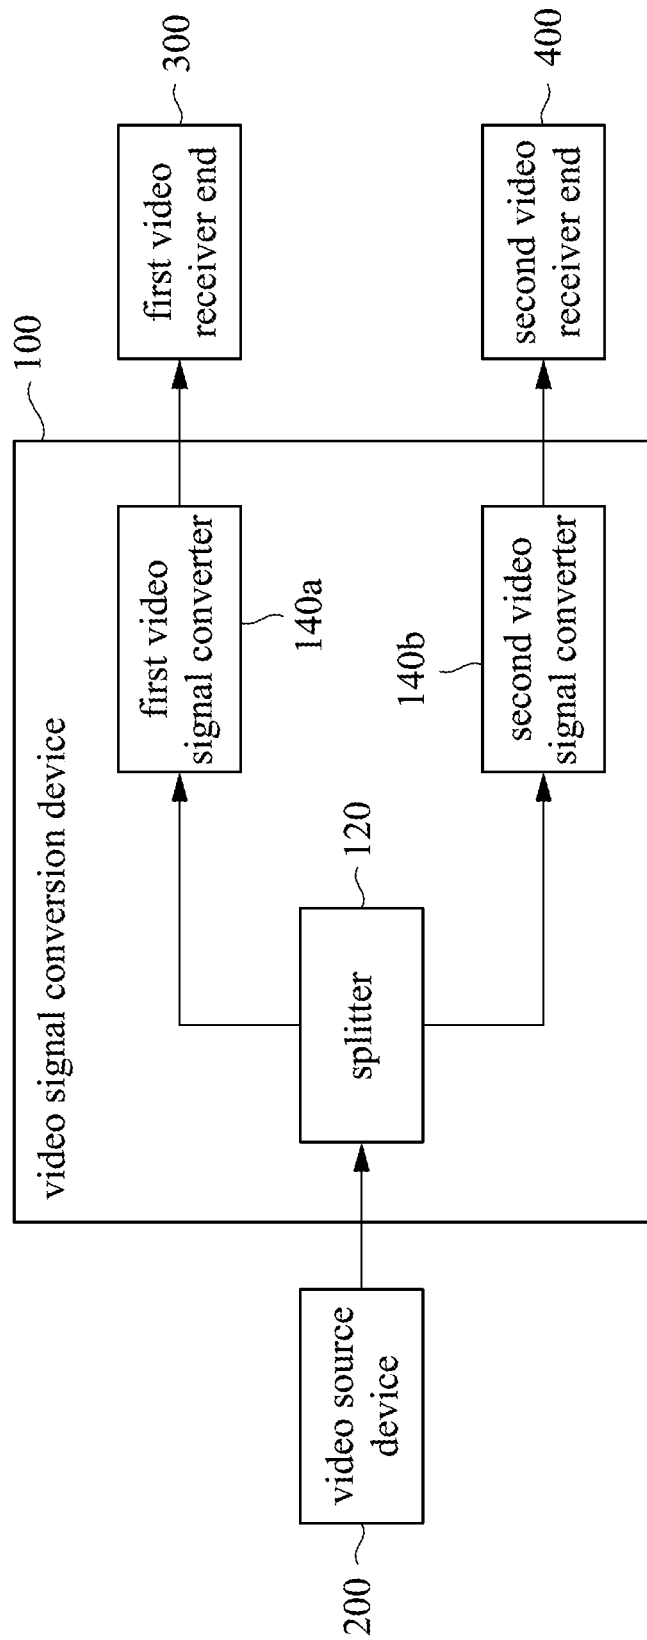 100
video signal conversion device
200
video source
device
120
splitter
140a
first video
signal converter
140b
second video
signal converter
300
first video
receiver end
400
second video
receiver end